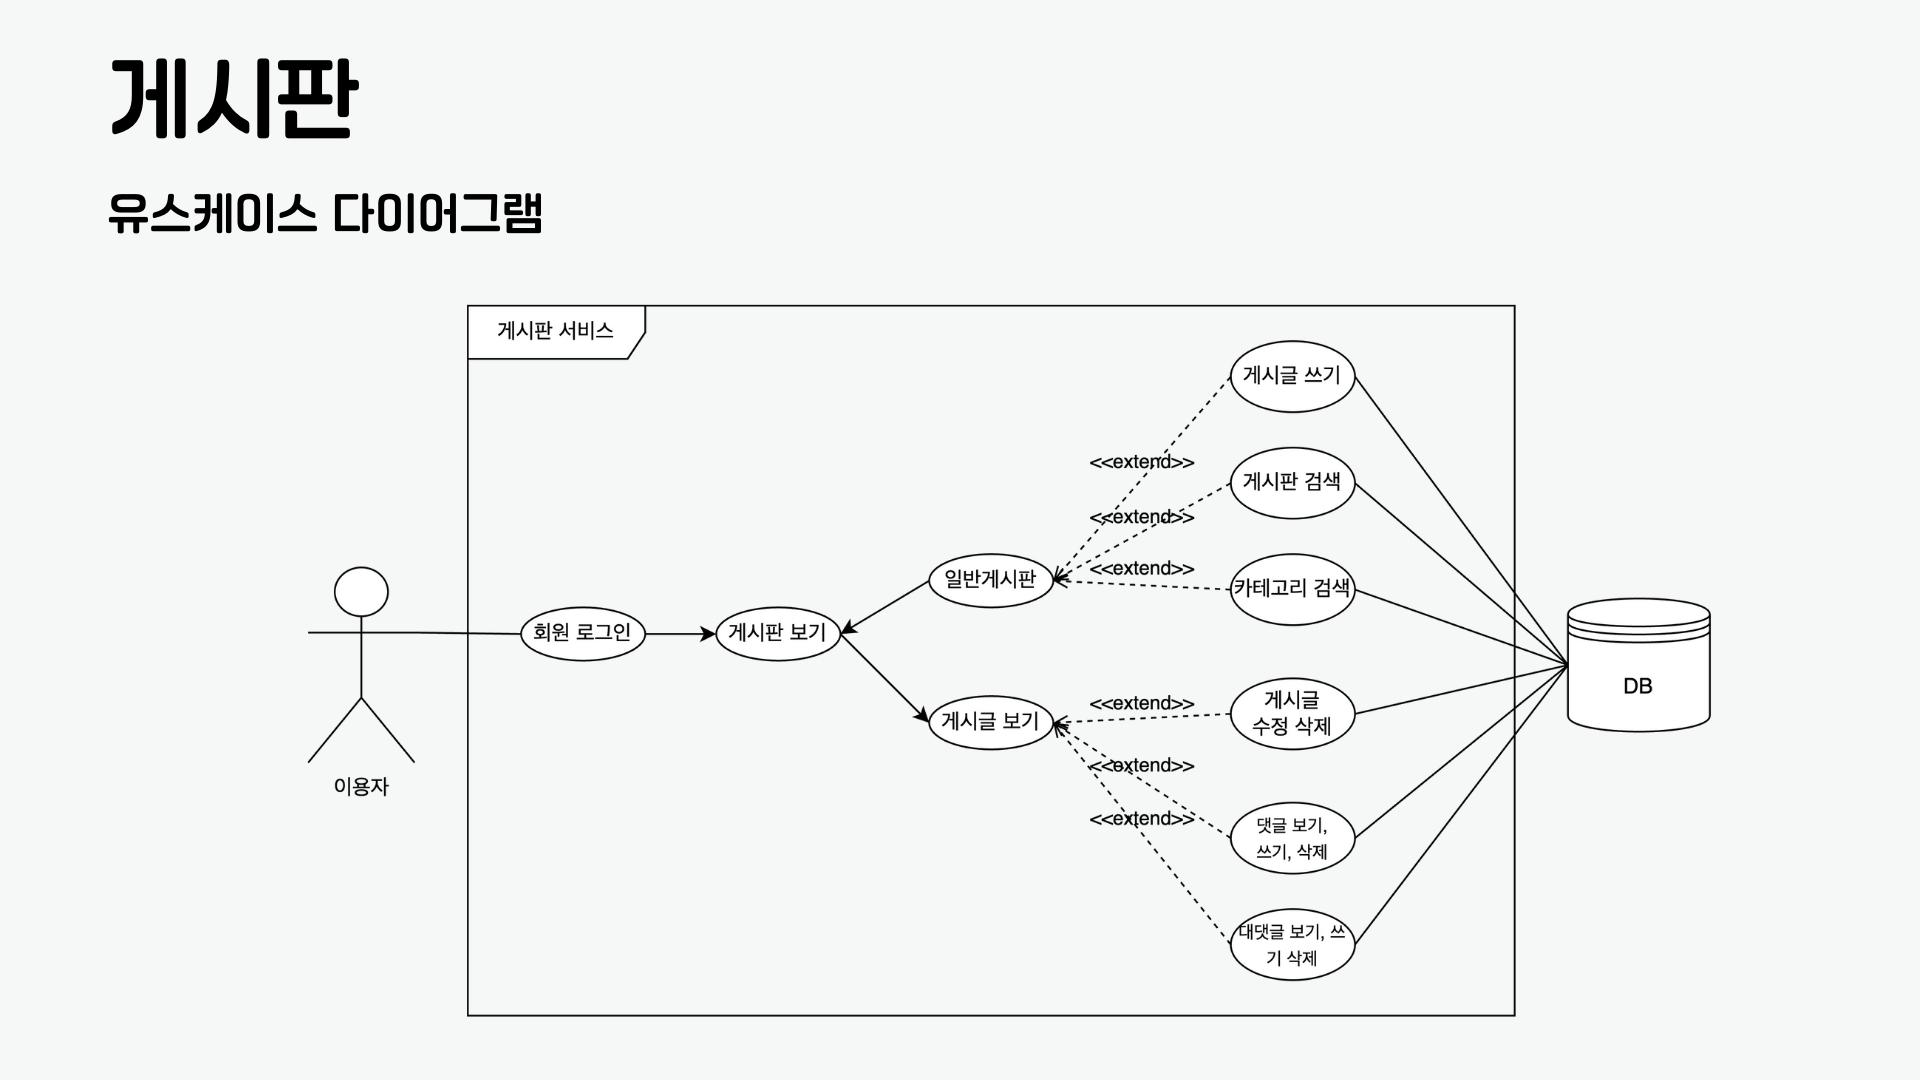 게시판
유스케이스 다이어그램
게시판 서비스
게시글 쓰기
<<extend>>
게시판 검색
<<extend>>
<<extend>>
일반게시판
카테고리 검색
회원 로그인
게시판 보기
DB
게시글 보기
<<extend>>
게시글
수정 삭제
<<extend>>
이용자
<<extend>>
댓글 보기,
쓰기, 삭제
대댓글 보기, 쓰
기 삭제